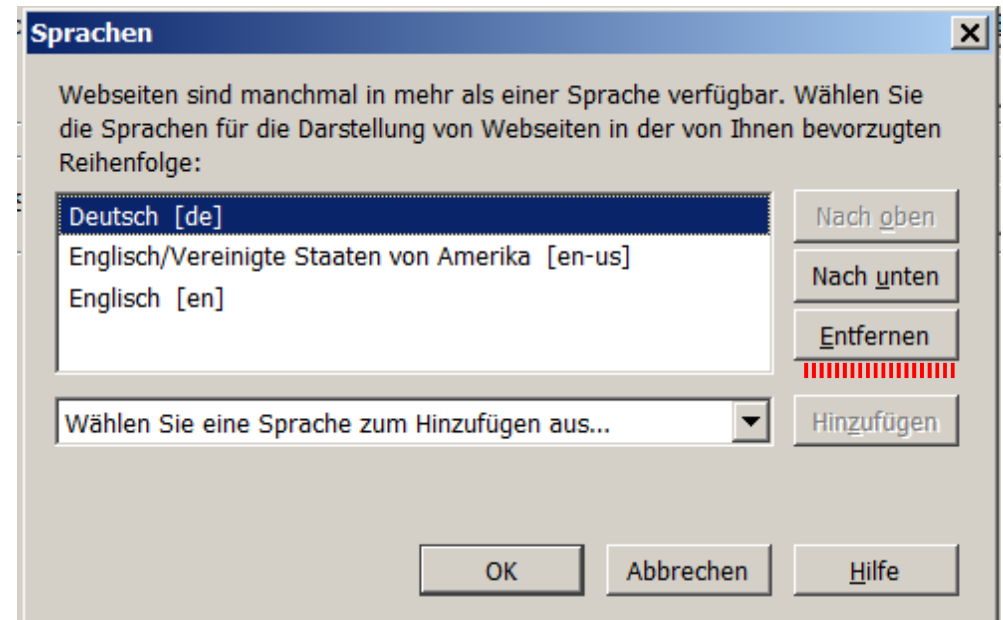 Sprachen
Webseiten sind manchmal in mehr als einer Sprache verfügbar. Wählen Sie
die Sprachen für die Darstellung von Webseiten in der von Ihnen bevorzugten
Reihenfolge:
Deutsch [de]
Englisch/Vereinigte Staaten von Amerika [en-us]
Englisch [en]
Nach oben
Nach unten
Entfernen
Wählen Sie eine Sprache zum Hinzufügen aus...
Hinzufügen
OK
Abbrechen
Hilfe